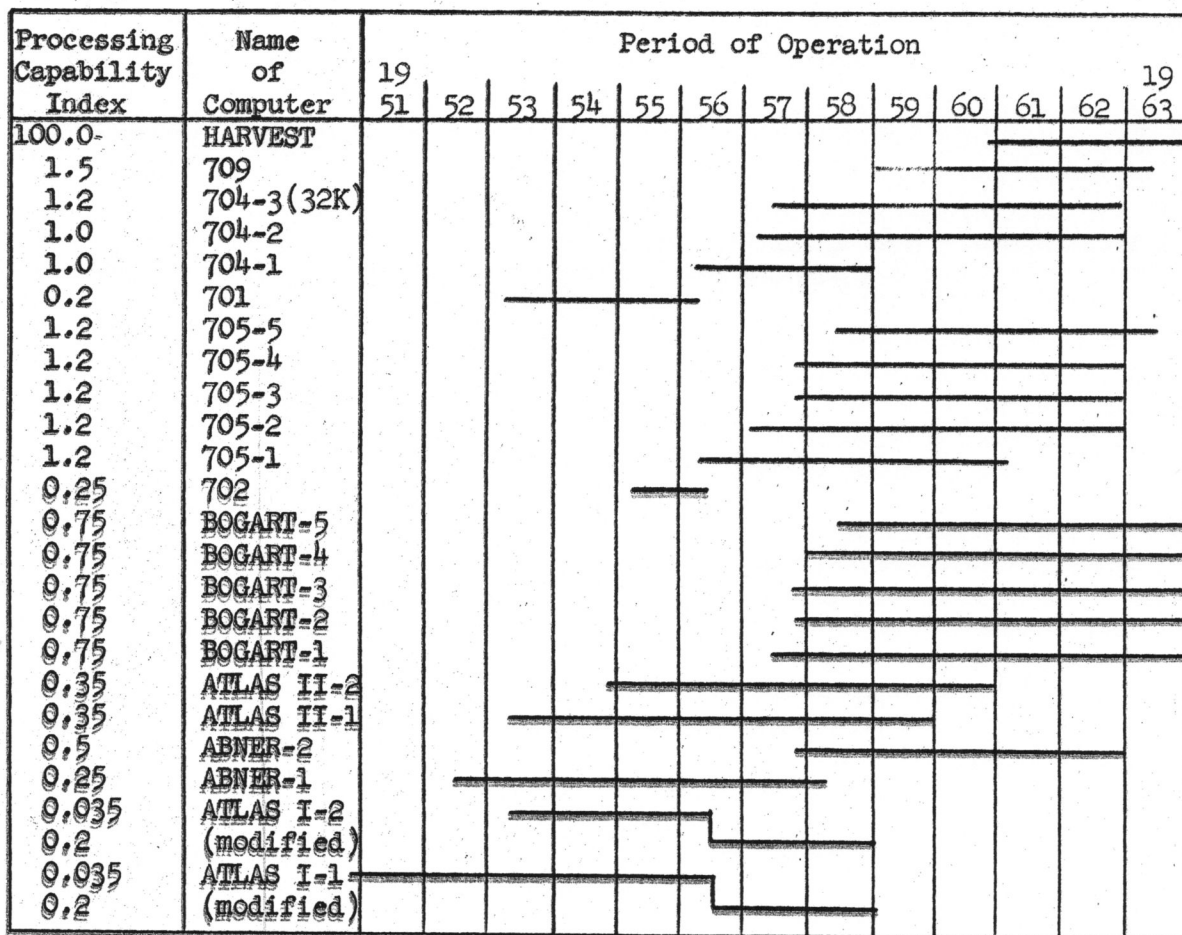 Processing Name Period of Operation
Capability of 19 19
Index Computer 51 52 53 54 55 56 57 58 59 60 61 62 63
100.0 HARVEST
1.5 709
1.2 704-3(32K)
1.0 704-2
1.0 704-1
0.2 701
1.2 705-5
1.2 705-4
1.2 705-3
1.2 705-2
1.2 705-1
0.25 702
0.75 BOGART-5
0.75 BOGART-4
0.75 BOGART-3
0.75 BOGART-2
0.75 BOGART-1
0.35 ATLAS II-2
0.35 ATLAS II-1
0.5 ABNER-2
0.25 ABNER-1
0.035 ATLAS I-2
0.2 (modified)
0.035 ATLAS I-1
0.2 (modified)